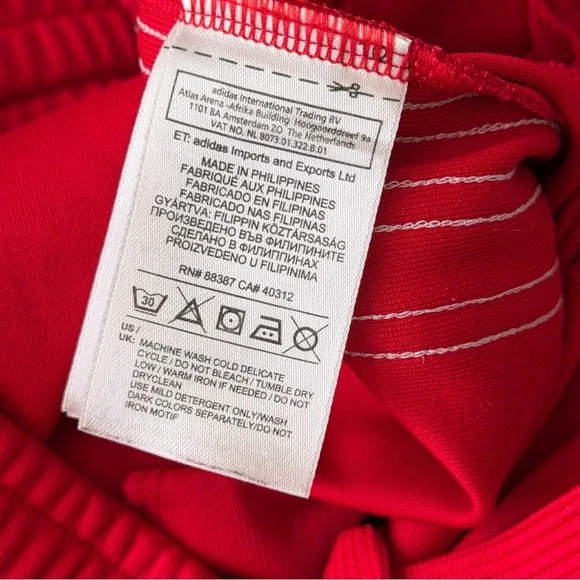 2
adidas International Trading BV
Atlas Arena -Afrika Building Hoogoorddreef 9a
1101 BA Amsterdam ZO The Netherlands
VAT NO. NL 8073.01.322.B.01
ET: adidas Imports and Exports Ltd
MADE IN PHILIPPINES
FABRIQUÉ AUX PHILIPPINES
FABRICADO EN FILIPINAS
FABRICADO NAS FILIPINAS
GYÁRTVA: FILIPPIN KÖZTÁRSASÁG
ПРОИЗВЕДЕНО ВЪВ ФИЛИПИНИТЕ
СДЕЛАНО В ФИЛИППИНАХ
PROIZVEDENO U FILIPINIMA
RN# 88387 CA# 40312
30
US /
UK: MACHINE WASH COLD DELICATE
CYCLE / DO NOT BLEACH / TUMBLE DRY
LOW / WARM IRON IF NEEDED / DO NOT
DRYCLEAN
USE MILD DETERGENT ONLY/WASH
DARK COLORS SEPARATELY/DO NOT
IRON MOTIF